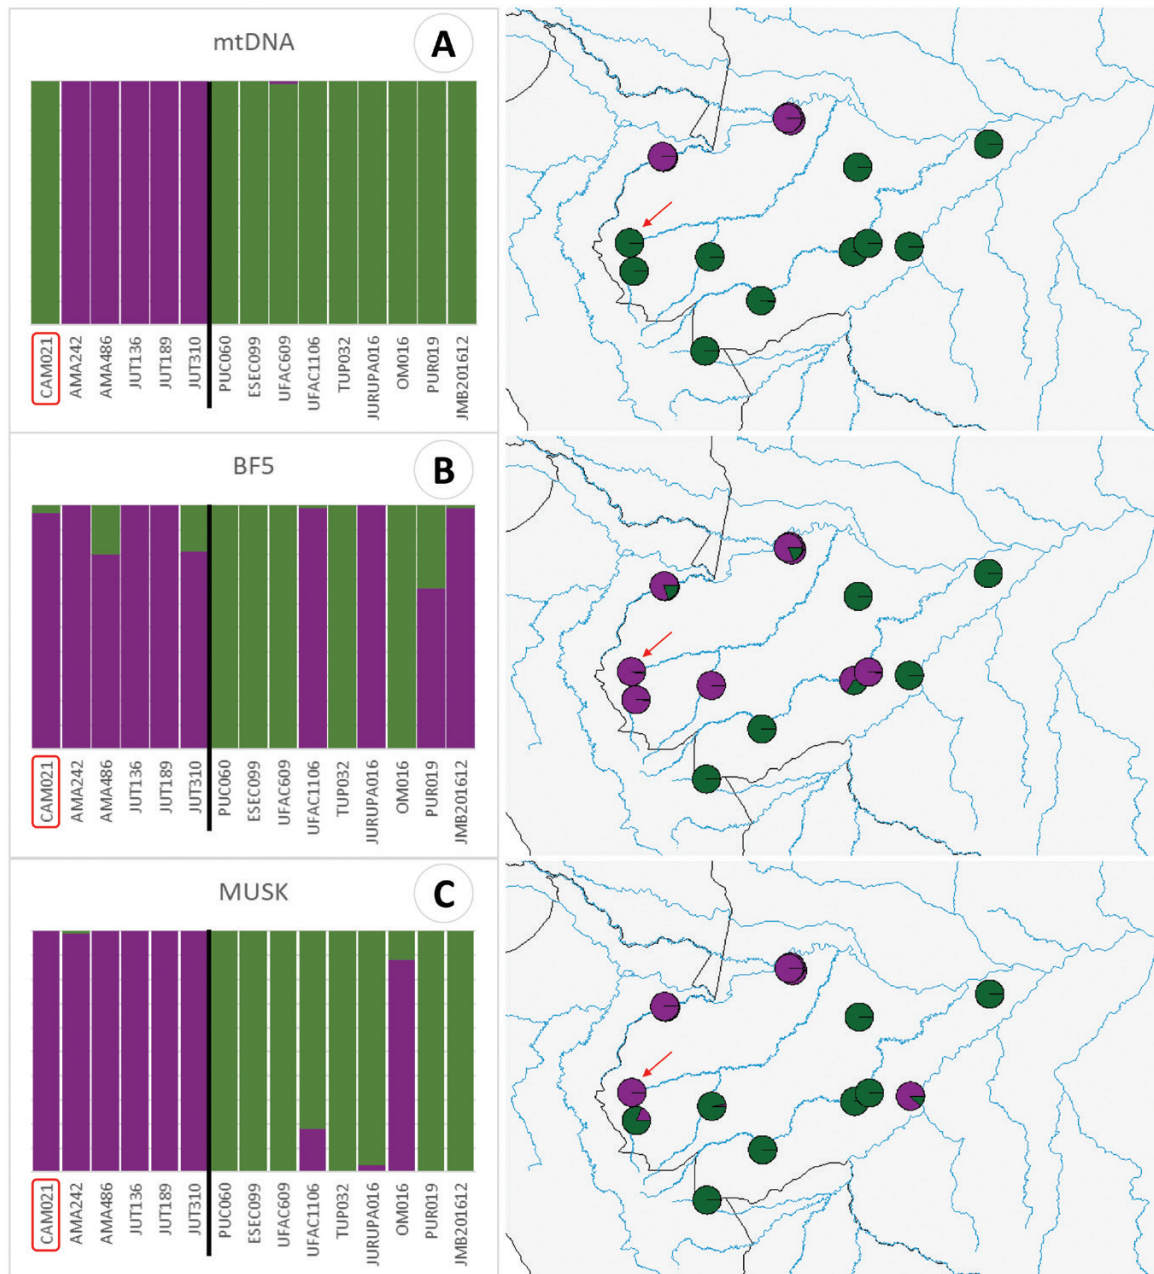 mtDNA
A
CAM021
AMA242
AMA486
JUT136
JUT189
JUT310
PUC060
ESEC099
UFAC609
UFAC1106
TUP032
JURUPA016
OM016
PUR019
JMB201612
BF5
B
CAM021
AMA242
AMA486
JUT136
JUT189
JUT310
PUC060
ESEC099
UFAC609
UFAC1106
TUP032
JURUPA016
OM016
PUR019
JMB201612
MUSK
C
CAM021
AMA242
AMA486
JUT136
JUT189
JUT310
PUC060
ESEC099
UFAC609
UFAC1106
TUP032
JURUPA016
OM016
PUR019
JMB201612